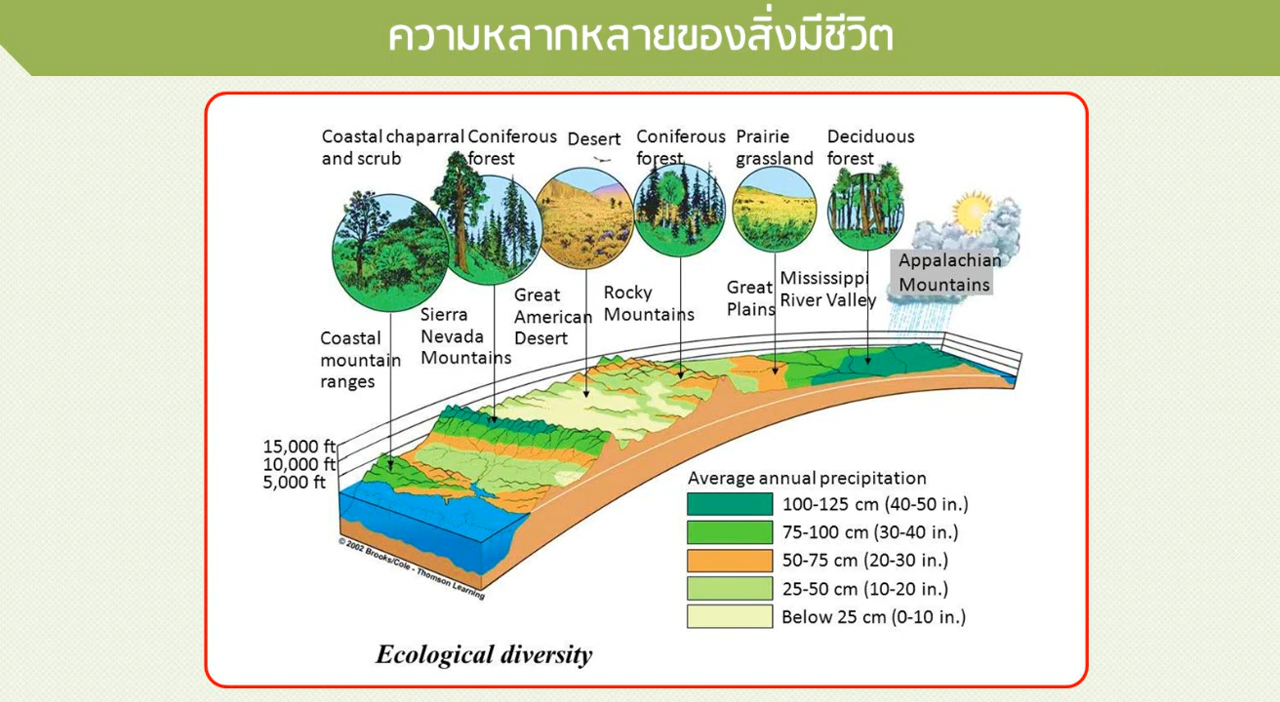 ความหลากหลายของสิ่งมีชีวิต
Coastal chaparral
and scrub
Coniferous
forest
Desert
Coniferous
forest
Prairie
grassland
Deciduous
forest
Appalachian
Mountains
Mississippi
River Valley
Great
Plains
Rocky
Mountains
Great
American
Desert
Sierra
Nevada
Mountains
Coastal
mountain
ranges
15,000 ft
10,000 ft
5,000 ft
Average annual precipitation
100-125 cm (40-50 in.)
75-100 cm (30-40 in.)
50-75 cm (20-30 in.)
25-50 cm (10-20 in.)
Below 25 cm (0-10 in.)
© 2002 Brooks/Cole - Thomson Learning
Ecological diversity